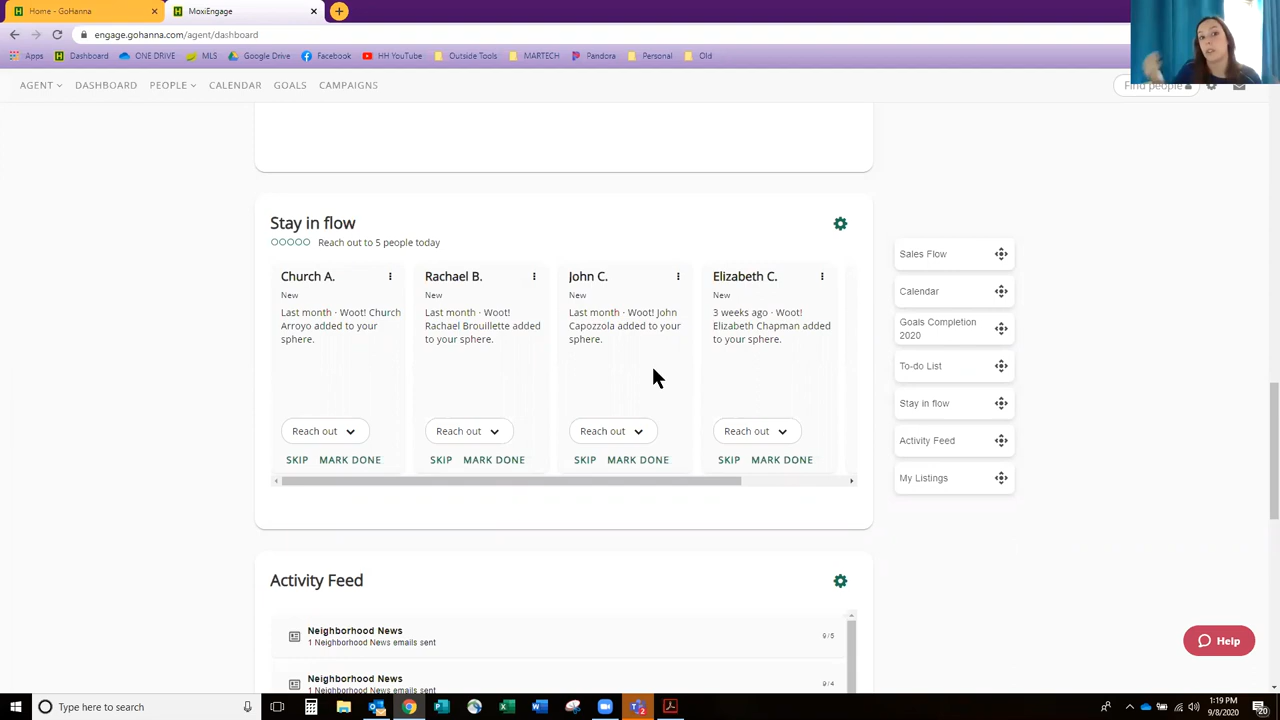 Home - GoHanna
MoxiEngage
engage.gohanna.com/agent/dashboard
Apps
Dashboard
ONE DRIVE
MLS
Google Drive
Facebook
HH YouTube
Outside Tools
MARTECH
Pandora
Personal
Old
AGENT
DASHBOARD
PEOPLE
CALENDAR
GOALS
CAMPAIGNS
Find people
Stay in flow
Reach out to 5 people today
Church A.
New
Last month · Woot! Church
Arroyo added to your
sphere.
Reach out
SKIP MARK DONE
Rachael B.
New
Last month · Woot!
Rachael Brouillette added
to your sphere.
Reach out
SKIP MARK DONE
John C.
New
Last month · Woot! John
Capozzola added to your
sphere.
Reach out
SKIP MARK DONE
Elizabeth C.
New
3 weeks ago · Woot!
Elizabeth Chapman added
to your sphere.
Reach out
SKIP MARK DONE
Sales Flow
Calendar
Goals Completion
2020
To-do List
Stay in flow
Activity Feed
My Listings
Activity Feed
Neighborhood News
1 Neighborhood News emails sent
9/5
Neighborhood News
1 Neighborhood News emails sent
9/4
Help
Type here to search
1:19 PM
9/8/2020
20